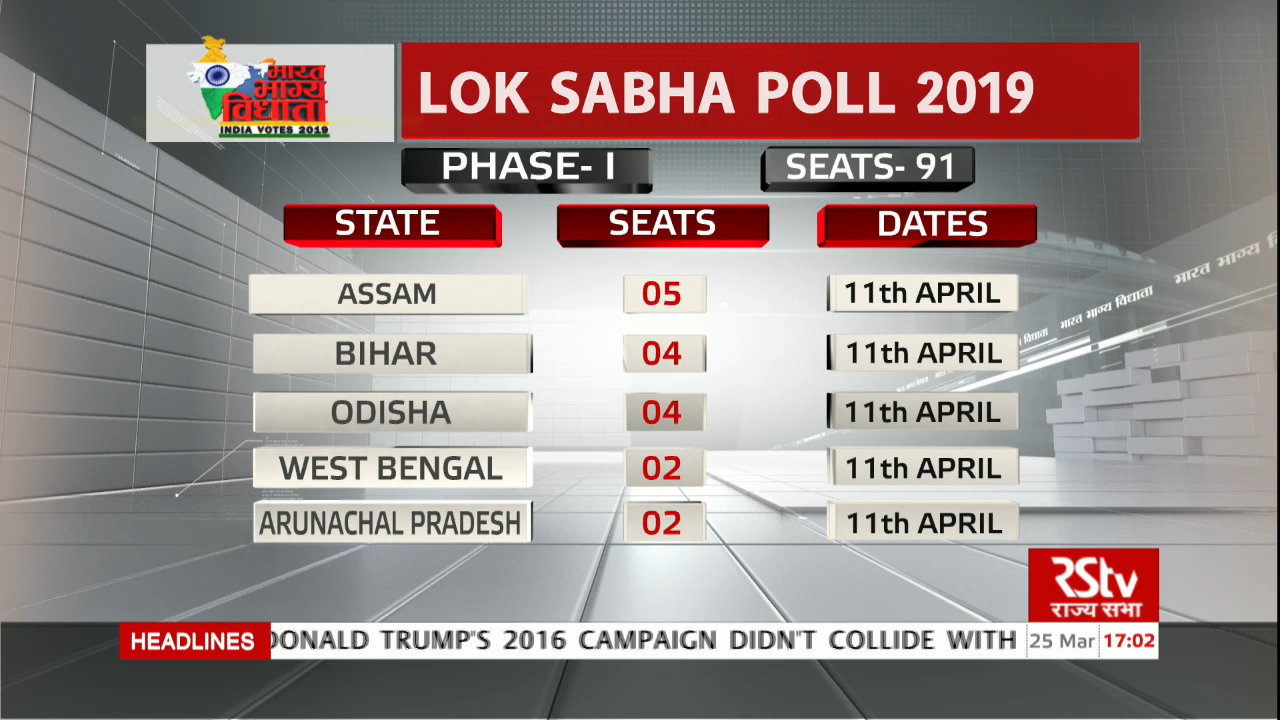 भारत
भाग्य
विधाता
INDIA VOTES 2019
LOK SABHA POLL 2019
PHASE- I
SEATS- 91
STATE SEATS DATES
ASSAM 05 11th APRIL
BIHAR 04 11th APRIL
ODISHA 04 11th APRIL
WEST BENGAL 02 11th APRIL
ARUNACHAL PRADESH 02 11th APRIL
भारत भाग्य
विधाता भारत भाग्य विधाता
RStv
राज्य सभा
HEADLINES DONALD TRUMP'S 2016 CAMPAIGN DIDN"T COLLIDE WITH 25 Mar 17:02